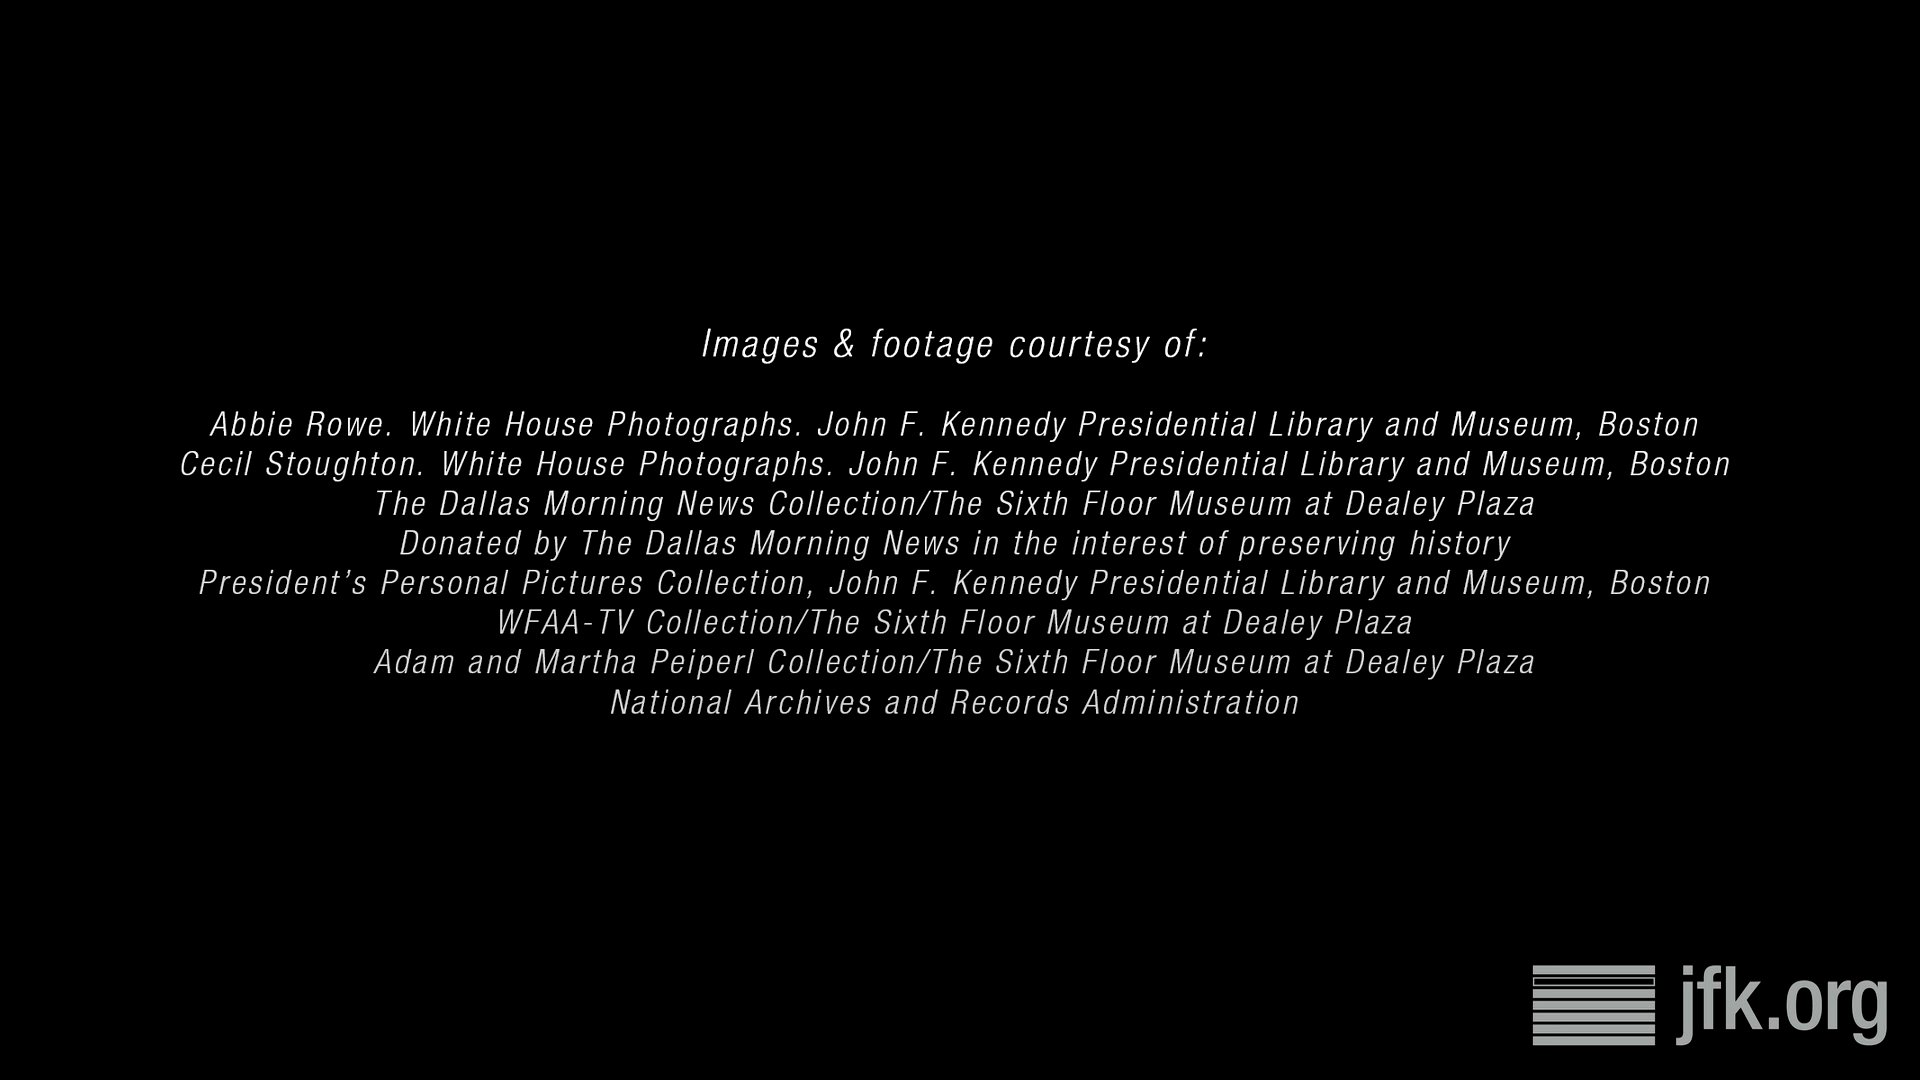 Images & footage courtesy of:
Abbie Rowe. White House Photographs. John F. Kennedy Presidential Library and Museum, Boston
Cecil Stoughton. White House Photographs. John F. Kennedy Presidential Library and Museum, Boston
The Dallas Morning News Collection/The Sixth Floor Museum at Dealey Plaza
Donated by The Dallas Morning News in the interest of preserving history
President’s Personal Pictures Collection, John F. Kennedy Presidential Library and Museum, Boston
WFAA-TV Collection/The Sixth Floor Museum at Dealey Plaza
Adam and Martha Peiperl Collection/The Sixth Floor Museum at Dealey Plaza
National Archives and Records Administration
jfk.org